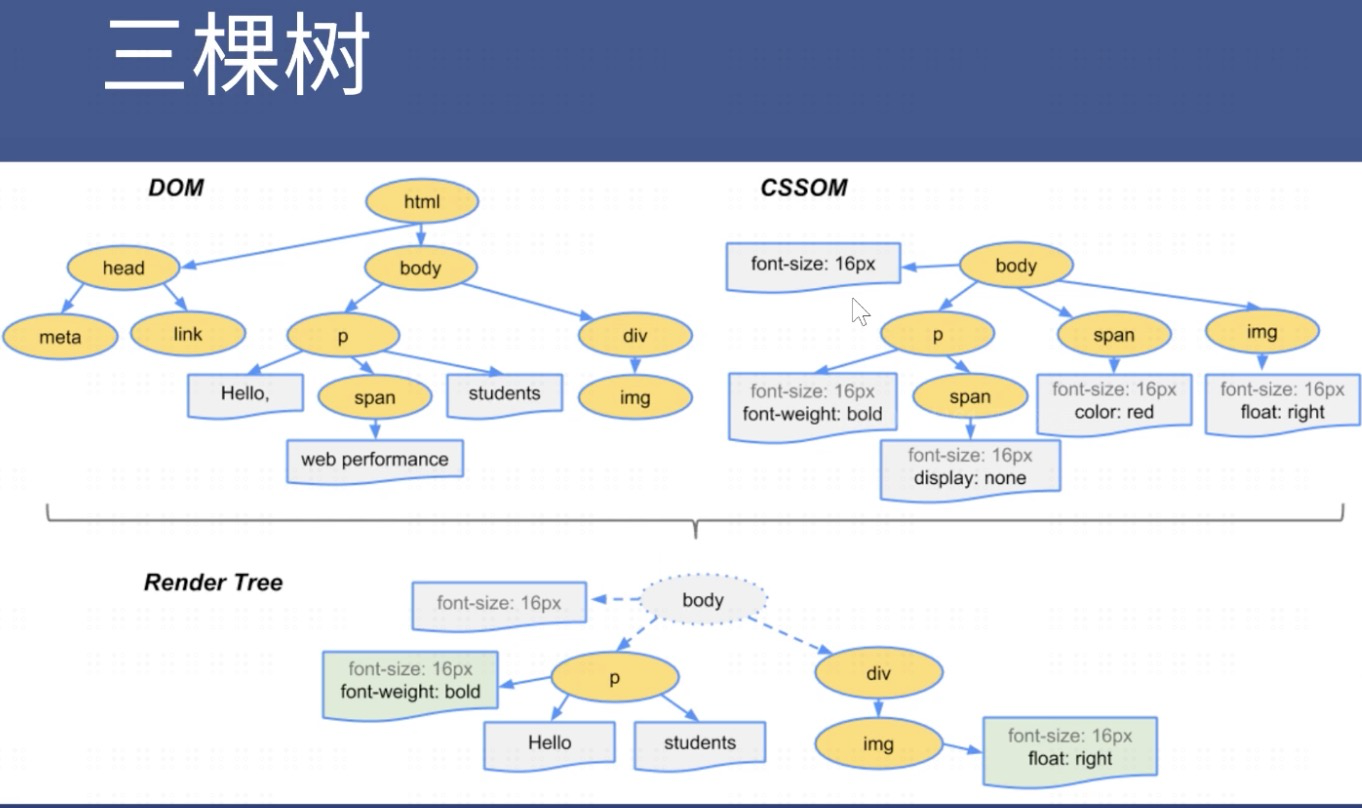 三棵树
DOM
html
head
body
meta
link
p
div
Hello,
span
students
img
web performance
CSSOM
font-size: 16px
body
p
span
img
font-size: 16px
font-weight: bold
span
font-size: 16px
color: red
font-size: 16px
float: right
font-size: 16px
display: none
Render Tree
font-size: 16px
body
font-size: 16px
font-weight: bold
p
div
Hello
students
img
font-size: 16px
float: right